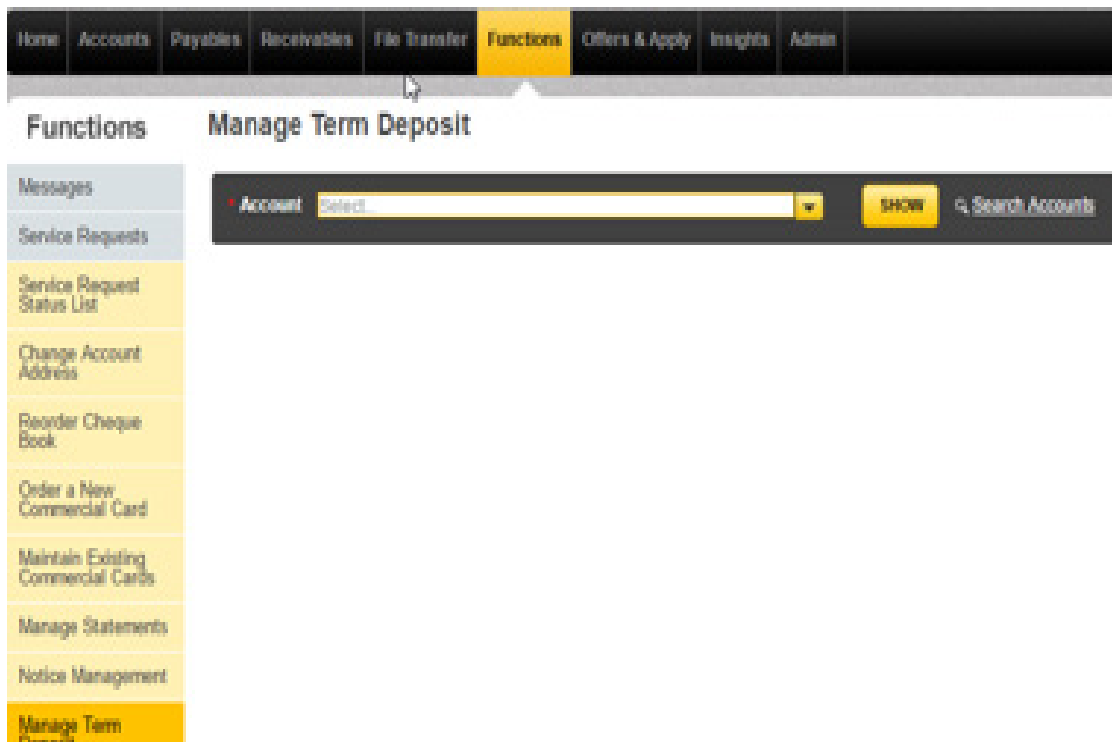 Home Accounts Payables Receivables File Transfer Functions Offers & Apply Insights Admin
Functions
Manage Term Deposit
* Account Select... SHOW Search Accounts
Messages
Service Requests
Service Request
Status List
Change Account
Address
Reorder Cheque
Book
Order a New
Commercial Card
Maintain Existing
Commercial Cards
Manage Statements
Notice Management
Manage Term
Deposit